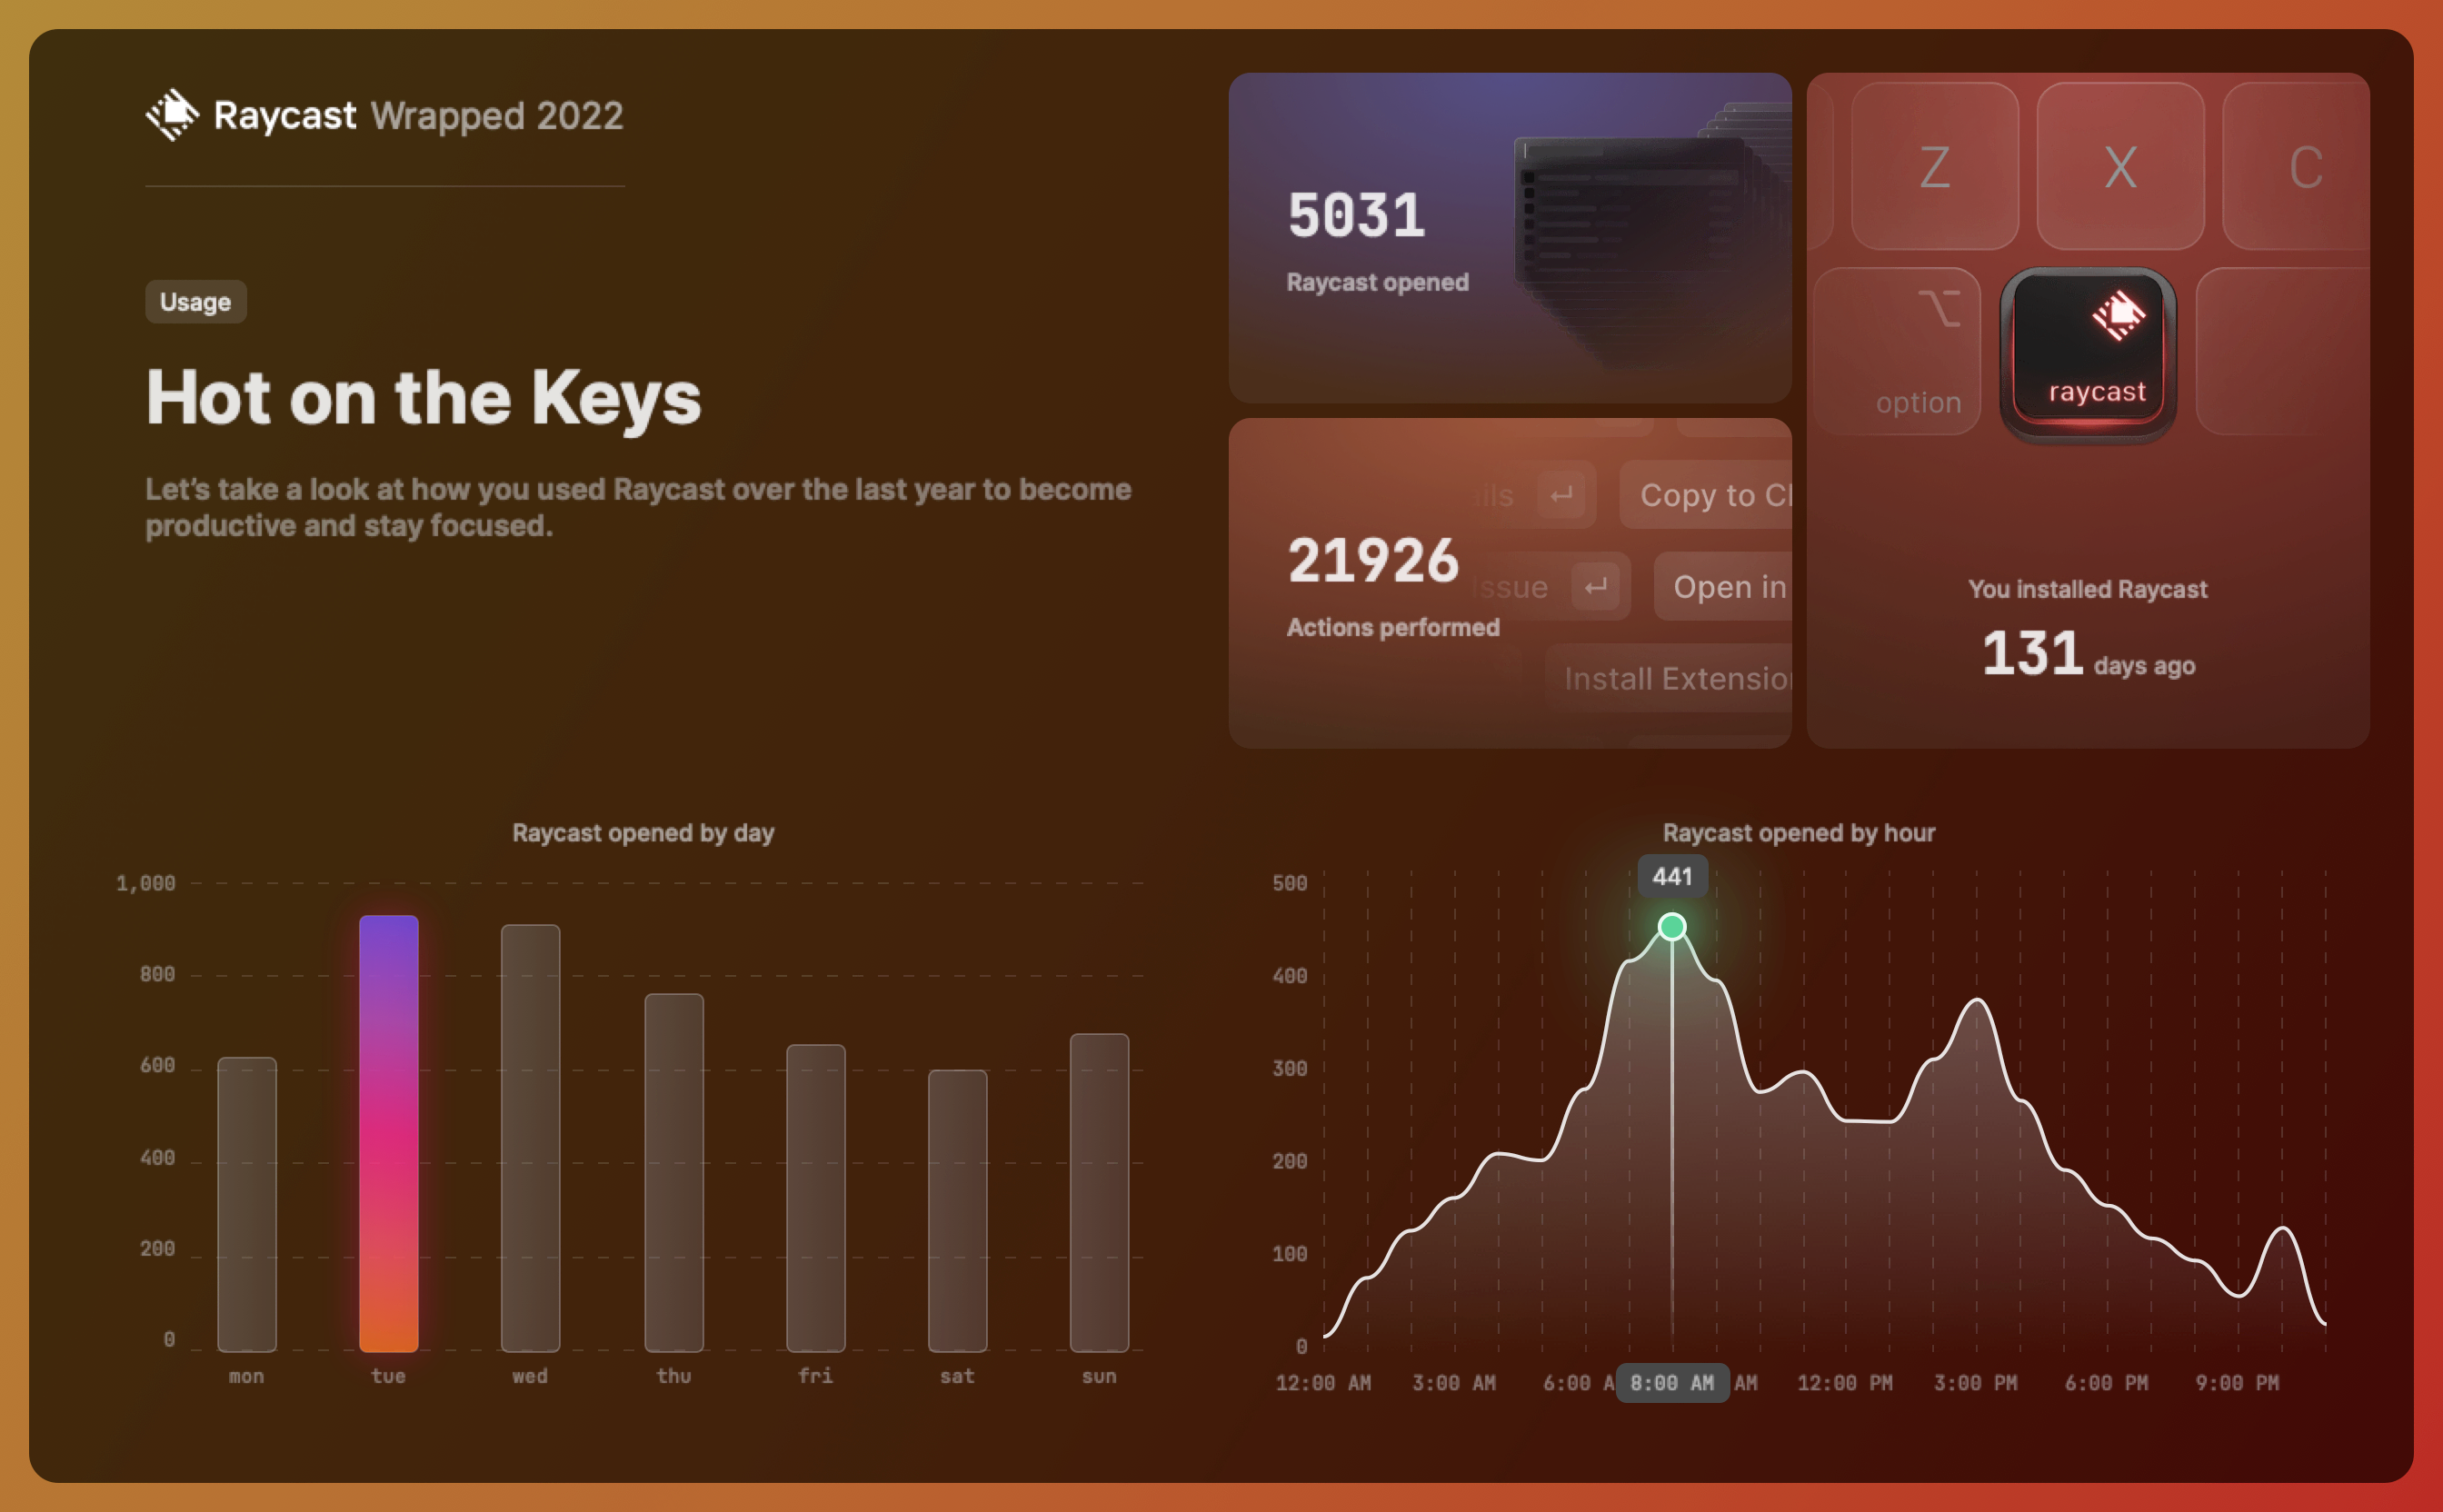 Raycast Wrapped 2022
Usage
Hot on the Keys
Let's take a look at how you used Raycast over the last year to become
productive and stay focused.
5031
Raycast opened
ils ↵ Copy to Cl
21926
Issue ↵ Open in
Actions performed
Install Extension
Z X C
⌥
option
raycast
You installed Raycast
131 days ago
Raycast opened by day
1,000
800
600
400
200
0
mon tue wed thu fri sat sun
Raycast opened by hour
441
500
400
300
200
100
0
12:00 AM 3:00 AM 6:00 A 8:00 AM AM 12:00 PM 3:00 PM 6:00 PM 9:00 PM